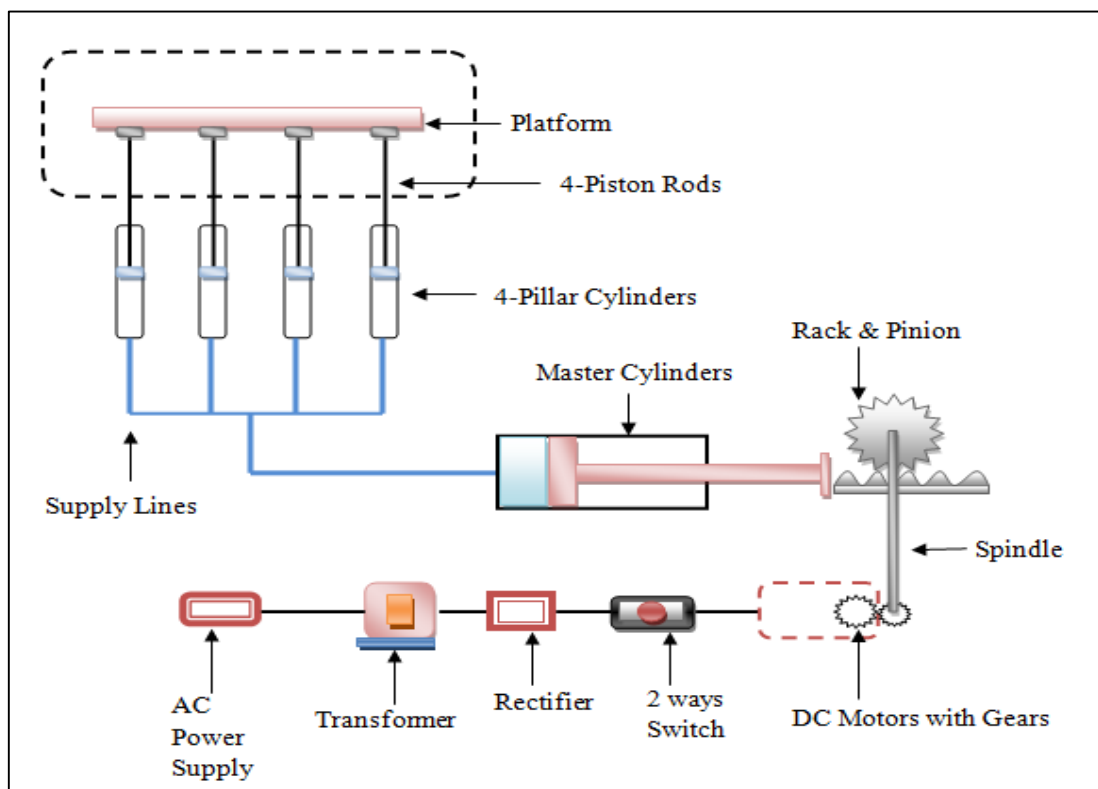 Platform
4-Piston Rods
4-Pillar Cylinders
Rack & Pinion
Master Cylinders
Supply Lines
Spindle
AC
Power
Supply
Transformer
Rectifier
2 ways
Switch
DC Motors with Gears